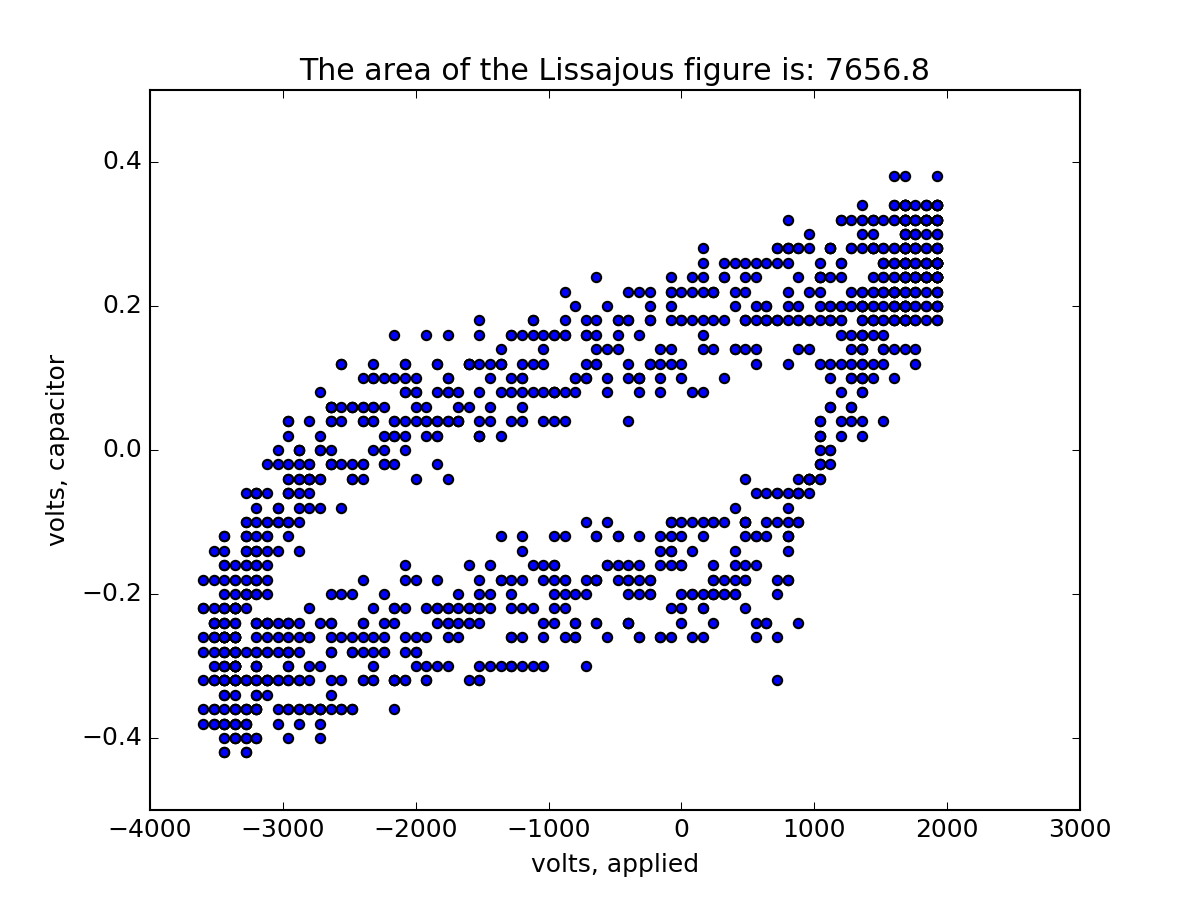 The area of the Lissajous figure is: 7656.8
0.4
0.2
0.0
−0.2
−0.4
volts, capacitor
−4000 −3000 −2000 −1000 0 1000 2000 3000
volts, applied